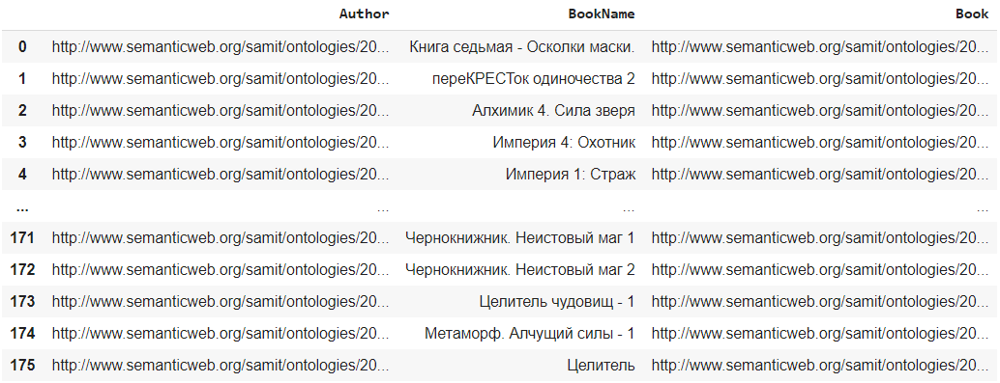 Author BookName Book
0 http://www.semanticweb.org/samit/ontologies/20... Книга седьмая - Осколки маски. http://www.semanticweb.org/samit/ontologies/20...
1 http://www.semanticweb.org/samit/ontologies/20... переКРЕСТок одиночества 2 http://www.semanticweb.org/samit/ontologies/20...
2 http://www.semanticweb.org/samit/ontologies/20... Алхимик 4. Сила зверя http://www.semanticweb.org/samit/ontologies/20...
3 http://www.semanticweb.org/samit/ontologies/20... Империя 4: Охотник http://www.semanticweb.org/samit/ontologies/20...
4 http://www.semanticweb.org/samit/ontologies/20... Империя 1: Страж http://www.semanticweb.org/samit/ontologies/20...
... ... ... ...
171 http://www.semanticweb.org/samit/ontologies/20... Чернокнижник. Неистовый маг 1 http://www.semanticweb.org/samit/ontologies/20...
172 http://www.semanticweb.org/samit/ontologies/20... Чернокнижник. Неистовый маг 2 http://www.semanticweb.org/samit/ontologies/20...
173 http://www.semanticweb.org/samit/ontologies/20... Целитель чудовищ - 1 http://www.semanticweb.org/samit/ontologies/20...
174 http://www.semanticweb.org/samit/ontologies/20... Метаморф. Алчущий силы - 1 http://www.semanticweb.org/samit/ontologies/20...
175 http://www.semanticweb.org/samit/ontologies/20... Целитель http://www.semanticweb.org/samit/ontologies/20...